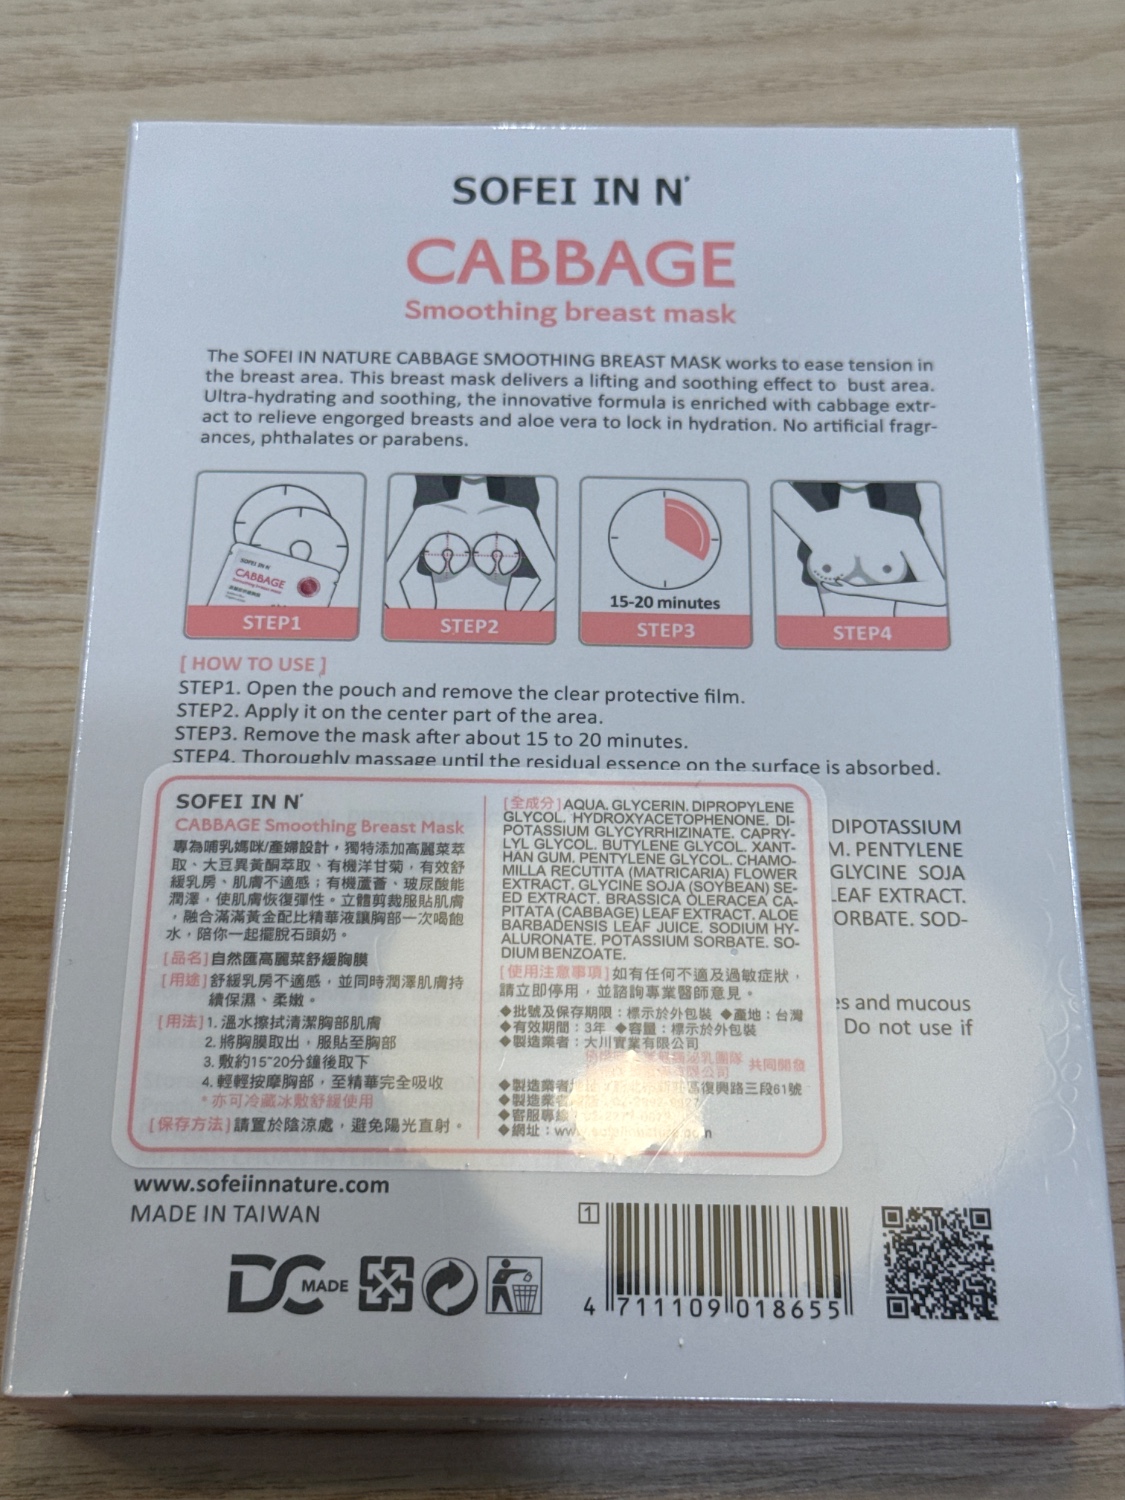 SOFEI IN N'
CABBAGE
Smoothing breast mask
The SOFEI IN NATURE CABBAGE SMOOTHING BREAST MASK works to ease tension in
the breast area. This breast mask delivers a lifting and soothing effect to bust area.
Ultra-hydrating and soothing, the innovative formula is enriched with cabbage extr-
act to relieve engorged breasts and aloe vera to lock in hydration. No artificial fragr-
ances, phthalates or parabens.
SOFEI IN N'
CABBAGE
STEP1
STEP2
15-20 minutes
STEP3
STEP4
[ HOW TO USE ]
STEP1. Open the pouch and remove the clear protective film.
STEP2. Apply it on the center part of the area.
STEP3. Remove the mask after about 15 to 20 minutes.
STEP4. Thoroughly massage until the residual essence on the surface is absorbed.
SOFEI IN N'
CABBAGE Smoothing Breast Mask
專為哺乳媽咪/產婦設計，獨特添加高麗菜萃
取、大豆異黃酮萃取、有機洋甘菊，有效舒
緩乳房、肌膚不適感；有機蘆薈、玻尿酸能
潤澤，使肌膚恢復彈性。立體剪裁服貼肌膚
，融合滿滿黃金配比精華液讓胸部一次喝飽
水，陪你一起擺脫石頭奶。
[品名]自然匯高麗菜舒緩胸膜
[用途]舒緩乳房不適感，並同時潤澤肌膚持
續保濕、柔嫩。
[用法]1. 溫水擦拭清潔胸部肌膚
2. 將胸膜取出，服貼至胸部
3. 敷約15~20分鐘後取下
4. 輕輕按摩胸部，至精華完全吸收
* 亦可冷藏冰敷舒緩使用
[保存方法]請置於陰涼處，避免陽光直射。
[全成分]AQUA. GLYCERIN. DIPROPYLENE
GLYCOL. HYDROXYACETOPHENONE. DI-
POTASSIUM GLYCYRRHIZINATE. CAPRY-
LYL GLYCOL. BUTYLENE GLYCOL. XANT-
HAN GUM. PENTYLENE GLYCOL. CHAMO-
MILLA RECUTITA (MATRICARIA) FLOWER
EXTRACT. GLYCINE SOJA (SOYBEAN) SE-
ED EXTRACT. BRASSICA OLERACEA CA-
PITATA (CABBAGE) LEAF EXTRACT. ALOE
BARBADENSIS LEAF JUICE. SODIUM HY-
ALURONATE. POTASSIUM SORBATE. SO-
DIUM BENZOATE.
[使用注意事項]如有任何不適及過敏症狀，
請立即停用，並諮詢專業醫師意見。
◆批號及保存期限：標示於外包裝 ◆產地：台灣
◆有效期間：3年 ◆容量：標示於外包裝
◆製造業者：大川實業有限公司
泌乳團隊
公司 共同開發
◆製造業者 復興路三段61號
◆製造業者
◆客服專線
◆網址：www.sofeiinnature.com
DIPOTASSIUM
M. PENTYLENE
GLYCINE SOJA
LEAF EXTRACT.
ORBATE. SOD-
es and mucous
Do not use if
www.sofeiinnature.com
MADE IN TAIWAN
DC MADE
1
4 711109 018655